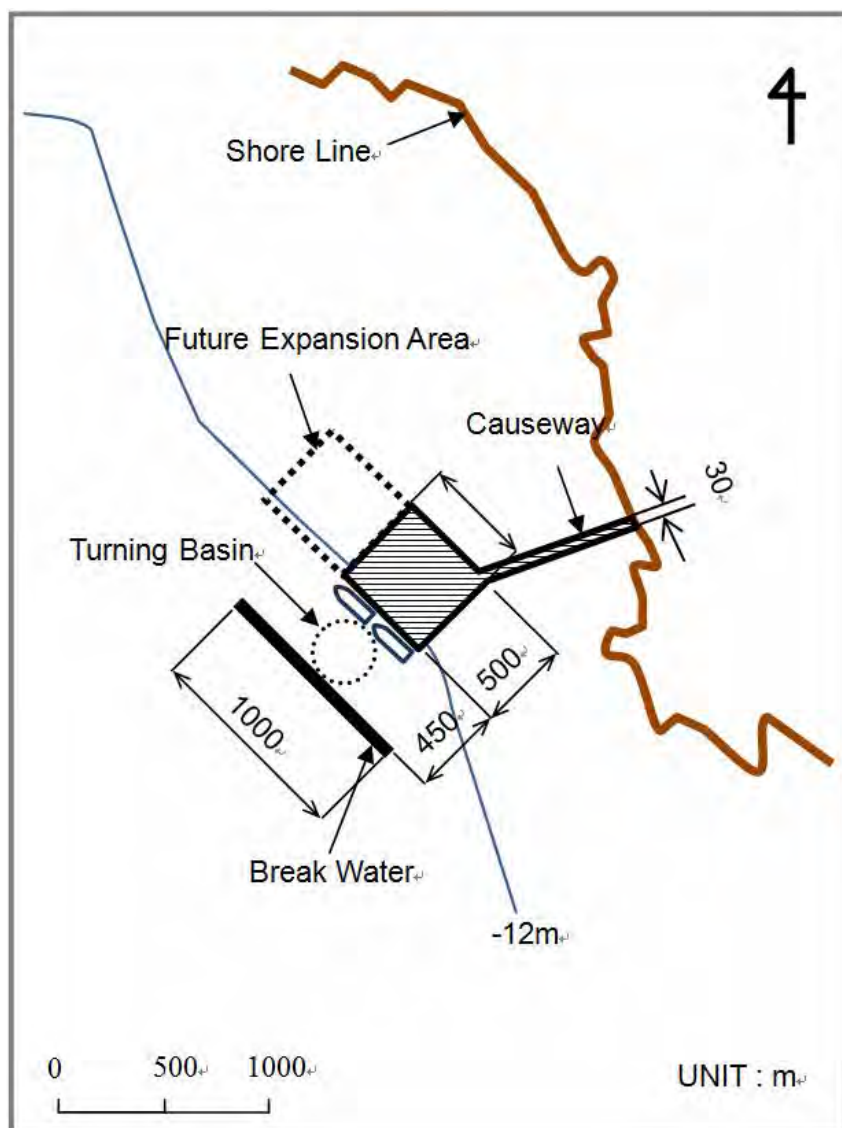 Shore Line
Future Expansion Area
Causeway
30
Turning Basin
500
450
1000
Break Water
-12m
0 500 1000
UNIT : m